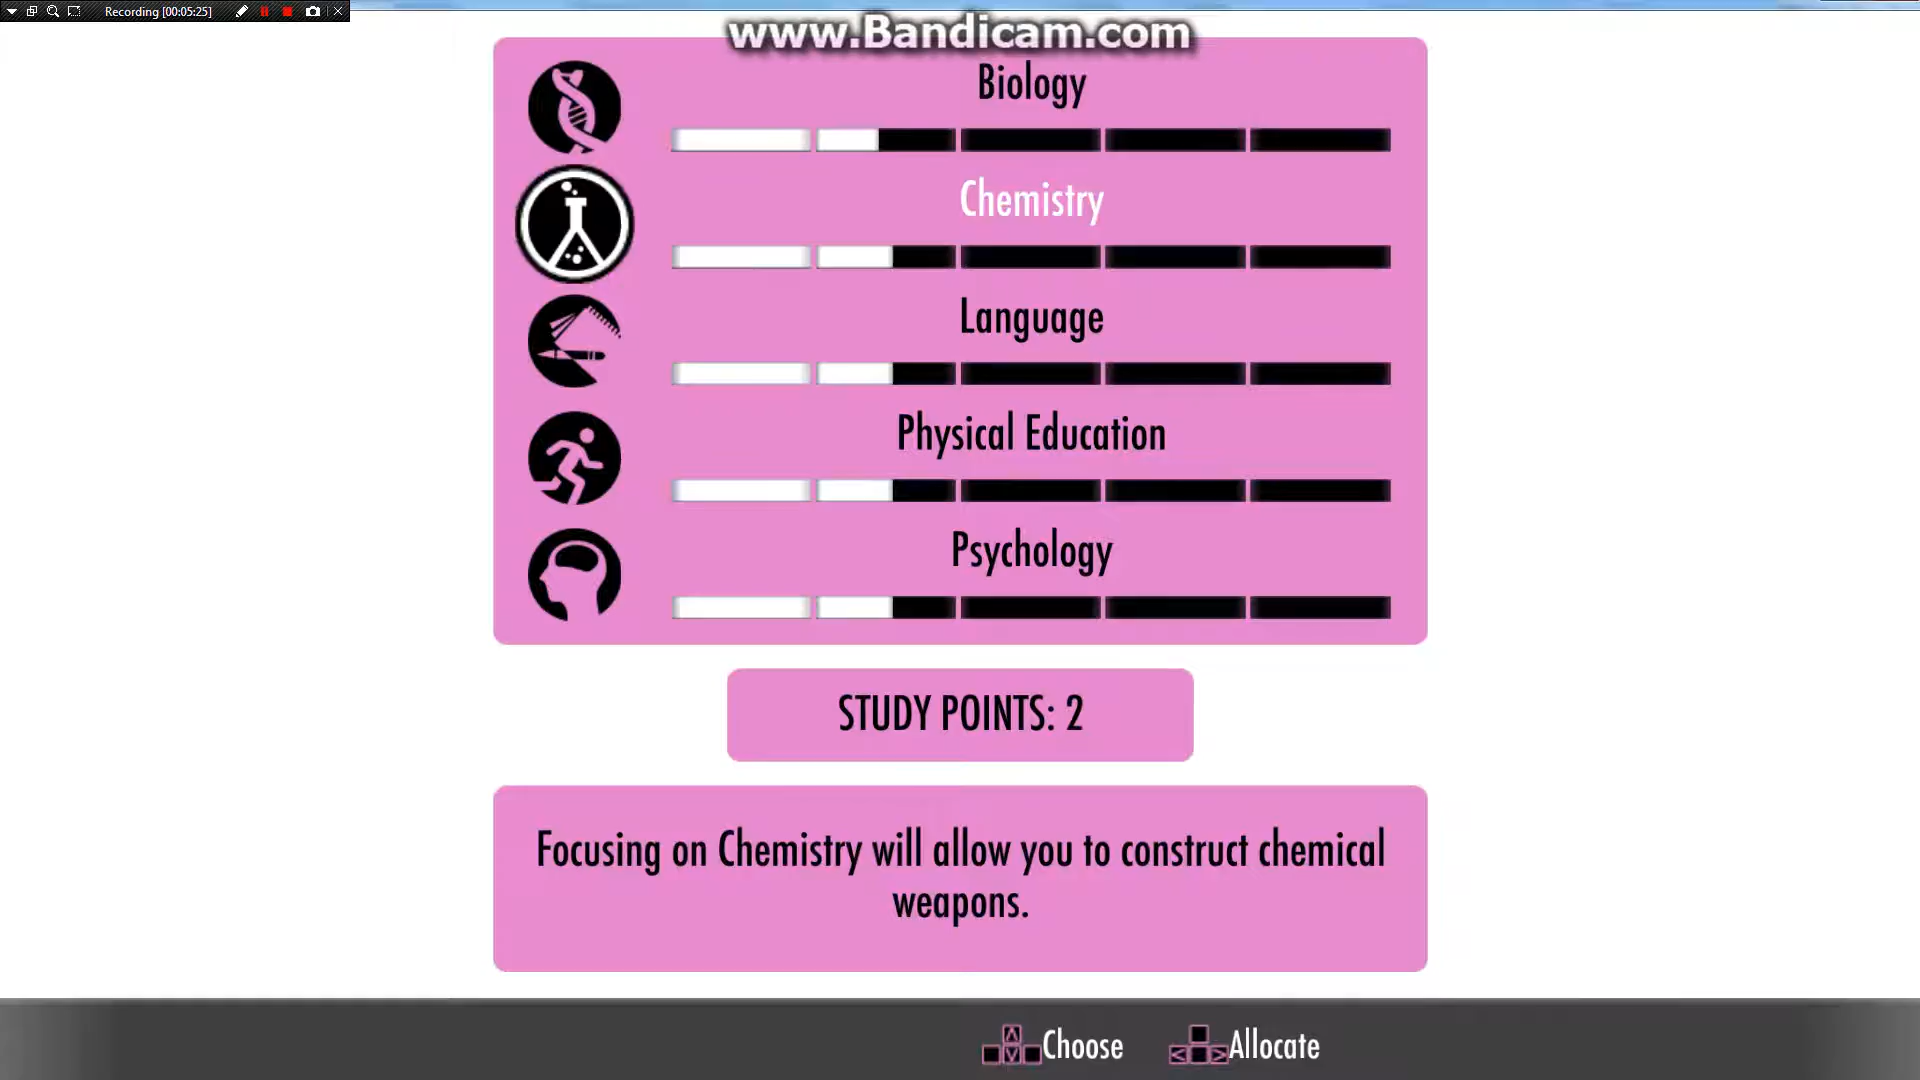 Recording [00:05:25]
www.Bandicam.com
Biology
Chemistry
Language
Physical Education
Psychology
STUDY POINTS: 2
Focusing on Chemistry will allow you to construct chemical
weapons.
Choose Allocate